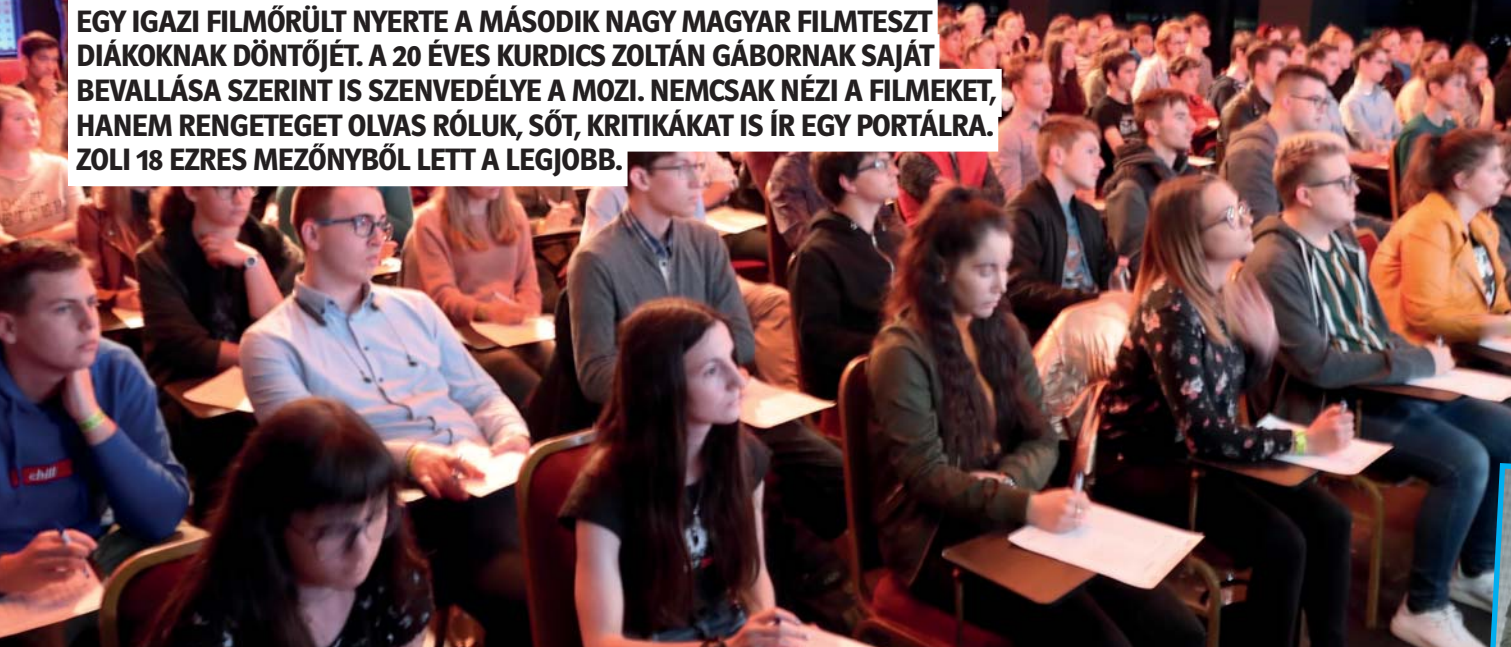 EGY IGAZI FILMŐRÜLT NYERTE A MÁSODIK NAGY MAGYAR FILMTESZT
DIÁKOKNAK DÖNTŐJÉT. A 20 ÉVES KURDICS ZOLTÁN GÁBORNAK SAJÁT
BEVALLÁSA SZERINT IS SZENVEDÉLYE A MOZI. NEMCSAK NÉZI A FILMEKET,
HANEM RENGETEGET OLVAS RÓLUK, SŐT, KRITIKÁKAT IS ÍR EGY PORTÁLRA.
ZOLI 18 EZRES MEZŐNYBŐL LETT A LEGJOBB.
chill